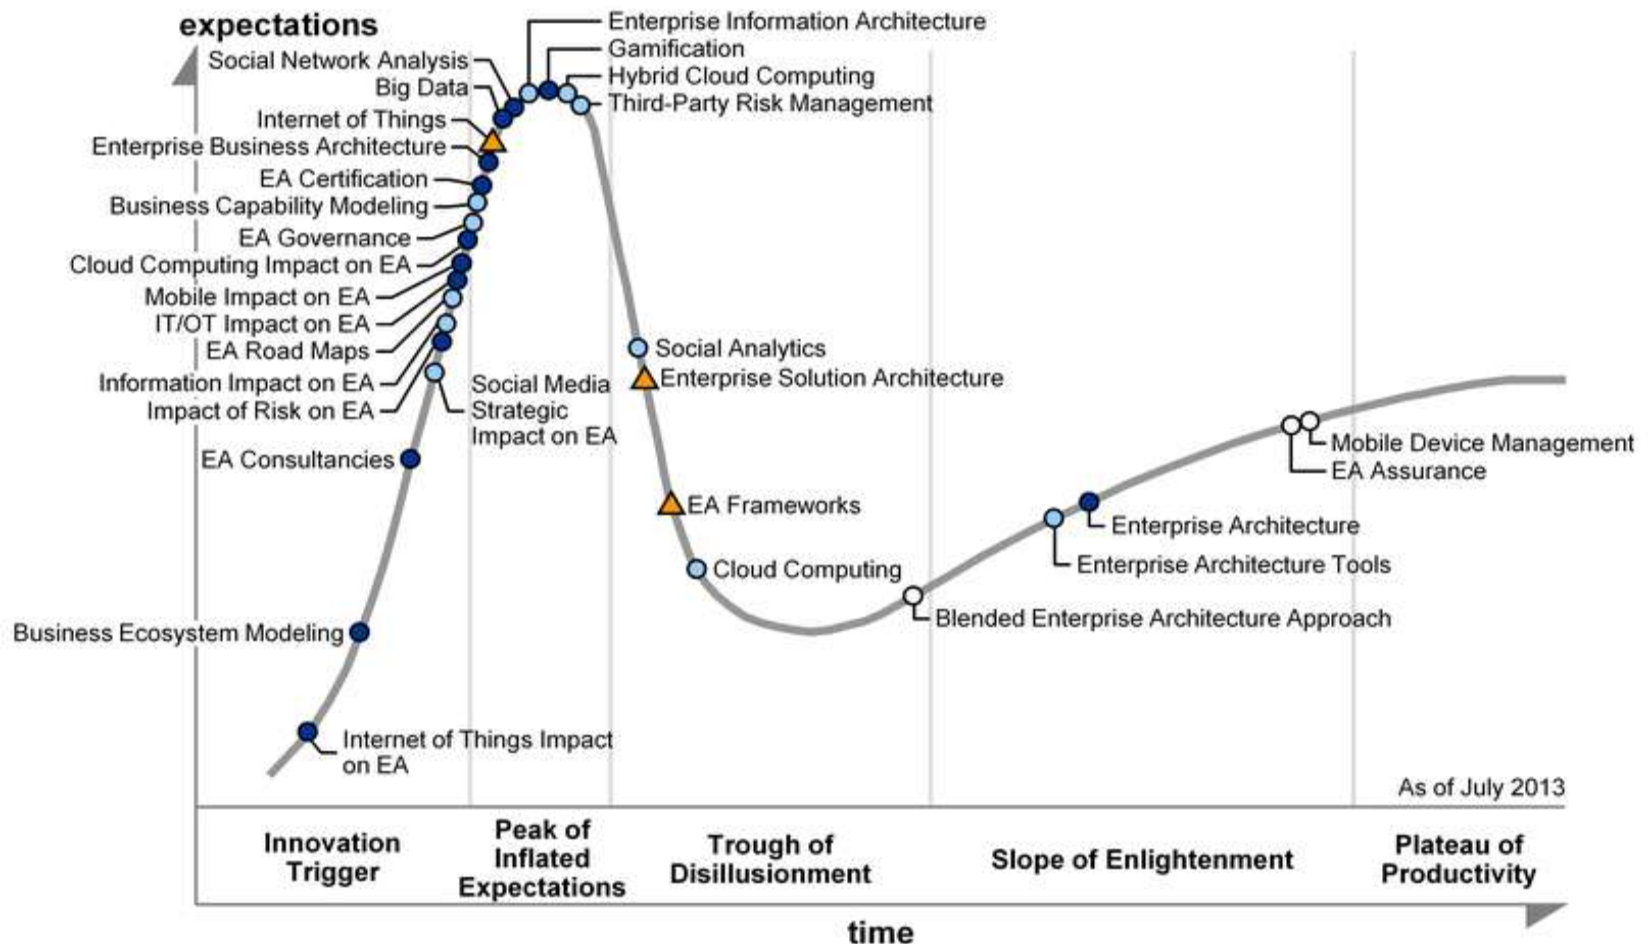 expectations
Enterprise Information Architecture
Gamification
Hybrid Cloud Computing
Third-Party Risk Management
Social Network Analysis
Big Data
Internet of Things
Enterprise Business Architecture
EA Certification
Business Capability Modeling
EA Governance
Cloud Computing Impact on EA
Mobile Impact on EA
IT/OT Impact on EA
EA Road Maps
Information Impact on EA
Impact of Risk on EA
Social Media
Strategic
Impact on EA
EA Consultancies
Business Ecosystem Modeling
Internet of Things Impact
on EA
Social Analytics
Enterprise Solution Architecture
EA Frameworks
Cloud Computing
Blended Enterprise Architecture Approach
Enterprise Architecture Tools
Enterprise Architecture
EA Assurance
Mobile Device Management
As of July 2013
Innovation
Trigger
Peak of
Inflated
Expectations
Trough of
Disillusionment
Slope of Enlightenment
Plateau of
Productivity
time